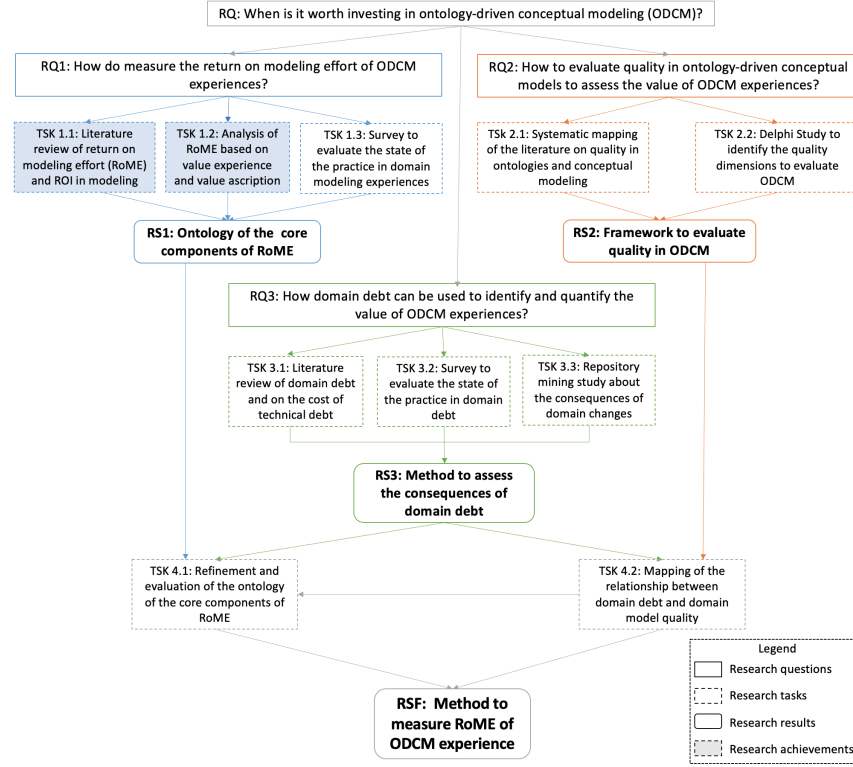 RQ: When is it worth investing in ontology-driven conceptual modeling (ODCM)?
RQ1: How do measure the return on modeling effort of ODCM
experiences?
RQ2: How to evaluate quality in ontology-driven conceptual
models to assess the value of ODCM experiences?
TSK 1.1: Literature
review of return on
modeling effort (RoME)
and ROI in modeling
TSK 1.2: Analysis of
RoME based on
value experience
and value ascription
TSK 1.3: Survey to
evaluate the state of
the practice in domain
modeling experiences
TSk 2.1: Systematic mapping
of the literature on quality in
ontologies and conceptual
modeling
TSK 2.2: Delphi Study to
identify the quality
dimensions to evaluate
ODCM
RS1: Ontology of the core
components of RoME
RS2: Framework to evaluate
quality in ODCM
RQ3: How domain debt can be used to identify and quantify the
value of ODCM experiences?
TSK 3.1: Literature
review of domain debt
and on the cost of
technical debt
TSK 3.2: Survey to
evaluate the state of
the practice in domain
debt
TSK 3.3: Repository
mining study about the
consequences of
domain changes
RS3: Method to assess
the consequences of
domain debt
TSK 4.1: Refinement and
evaluation of the ontology
of the core components of
RoME
TSK 4.2: Mapping of the
relationship between
domain debt and domain
model quality
RSF: Method to
measure RoME of
ODCM experience
Legend
Research questions
Research tasks
Research results
Research achievements